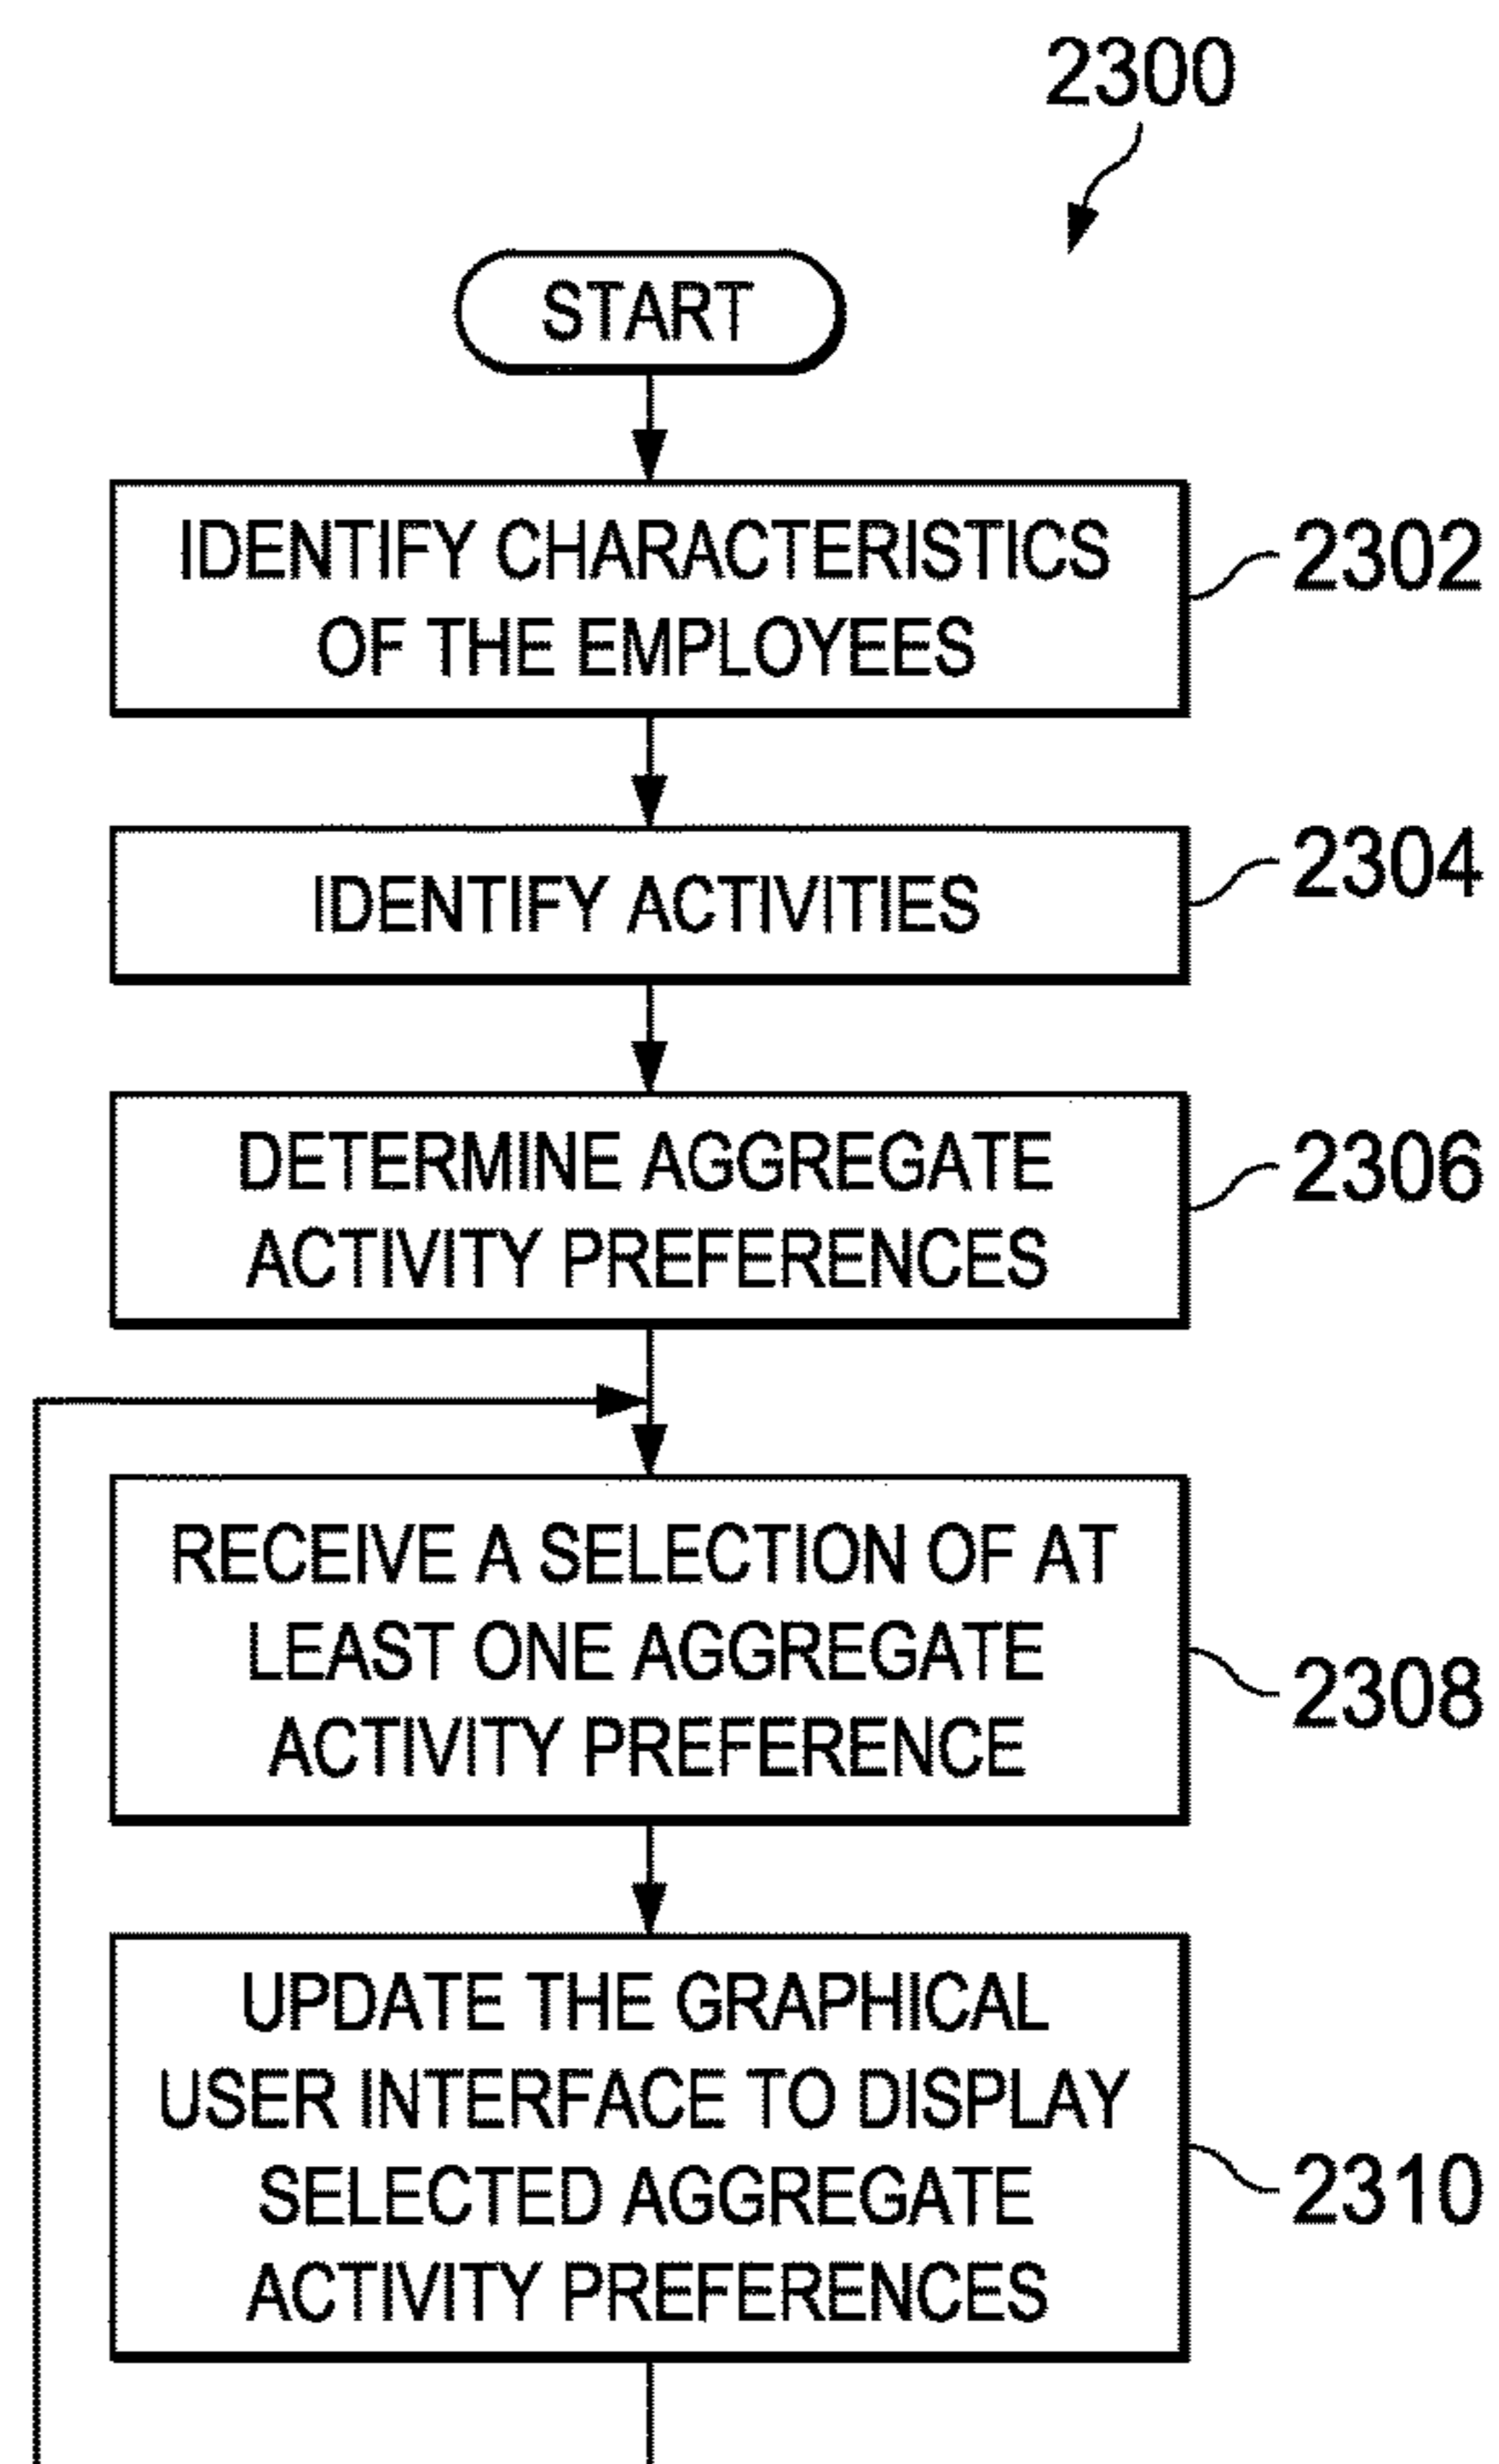 2300
START
IDENTIFY CHARACTERISTICS
OF THE EMPLOYEES
2302
IDENTIFY ACTIVITIES
2304
DETERMINE AGGREGATE
ACTIVITY PREFERENCES
2306
RECEIVE A SELECTION OF AT
LEAST ONE AGGREGATE
ACTIVITY PREFERENCE
2308
UPDATE THE GRAPHICAL
USER INTERFACE TO DISPLAY
SELECTED AGGREGATE
ACTIVITY PREFERENCES
2310